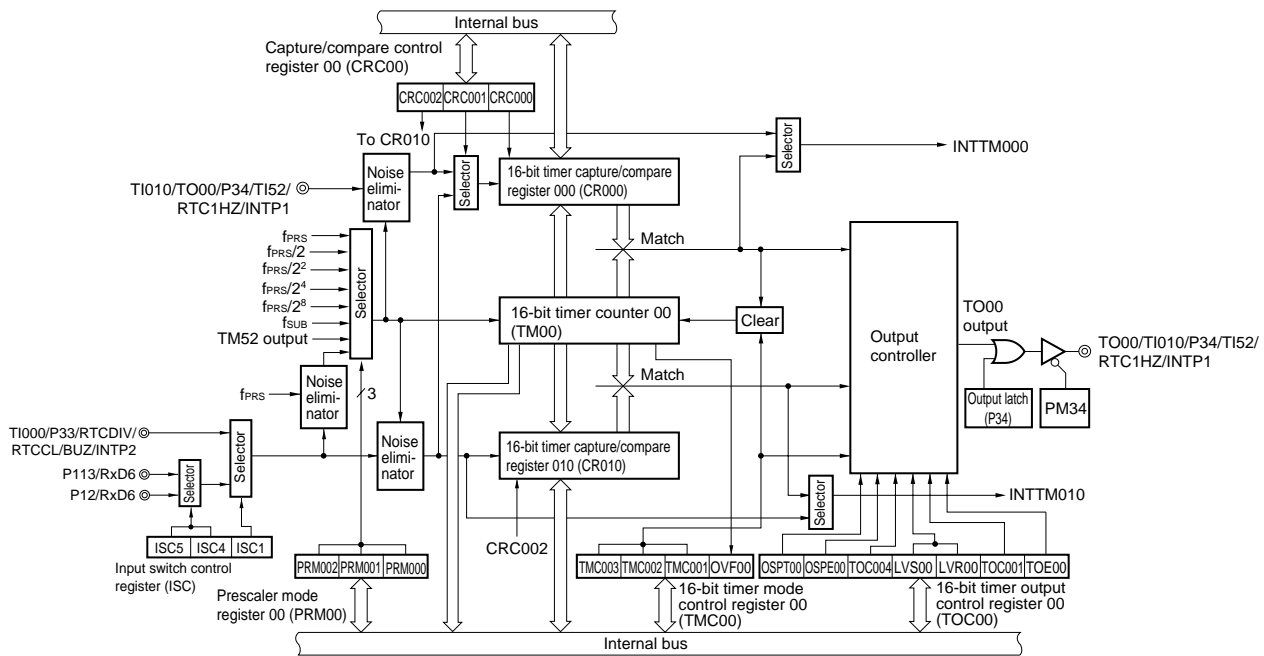 Internal bus
Capture/compare control
register 00 (CRC00)
CRC002 CRC001 CRC000
To CR010
Selector
INTTM000
TI010/TO00/P34/TI52/
RTC1HZ/INTP1
Noise
elimi-
nator
Selector
16-bit timer capture/compare
register 000 (CR000)
Match
fPRS
fPRS/2
fPRS/2²
fPRS/2⁴
fPRS/2⁸
fSUB
TM52 output
Selector
16-bit timer counter 00
(TM00)
Clear
Output
controller
TO00
output
TO00/TI010/P34/TI52/
RTC1HZ/INTP1
Output latch
(P34)
PM34
fPRS
Noise
elimi-
nator
3
Match
TI000/P33/RTCDIV/
RTCCL/BUZ/INTP2
P113/RxD6
P12/RxD6
Selector
Selector
Noise
elimi-
nator
16-bit timer capture/compare
register 010 (CR010)
Selector
INTTM010
CRC002
ISC5 ISC4 ISC1
Input switch control
register (ISC)
PRM002 PRM001 PRM000
Prescaler mode
register 00 (PRM00)
TMC003 TMC002 TMC001 OVF00
16-bit timer mode
control register 00
(TMC00)
OSPT00 OSPE00 TOC004 LVS00 LVR00 TOC001 TOE00
16-bit timer output
control register 00
(TOC00)
Internal bus